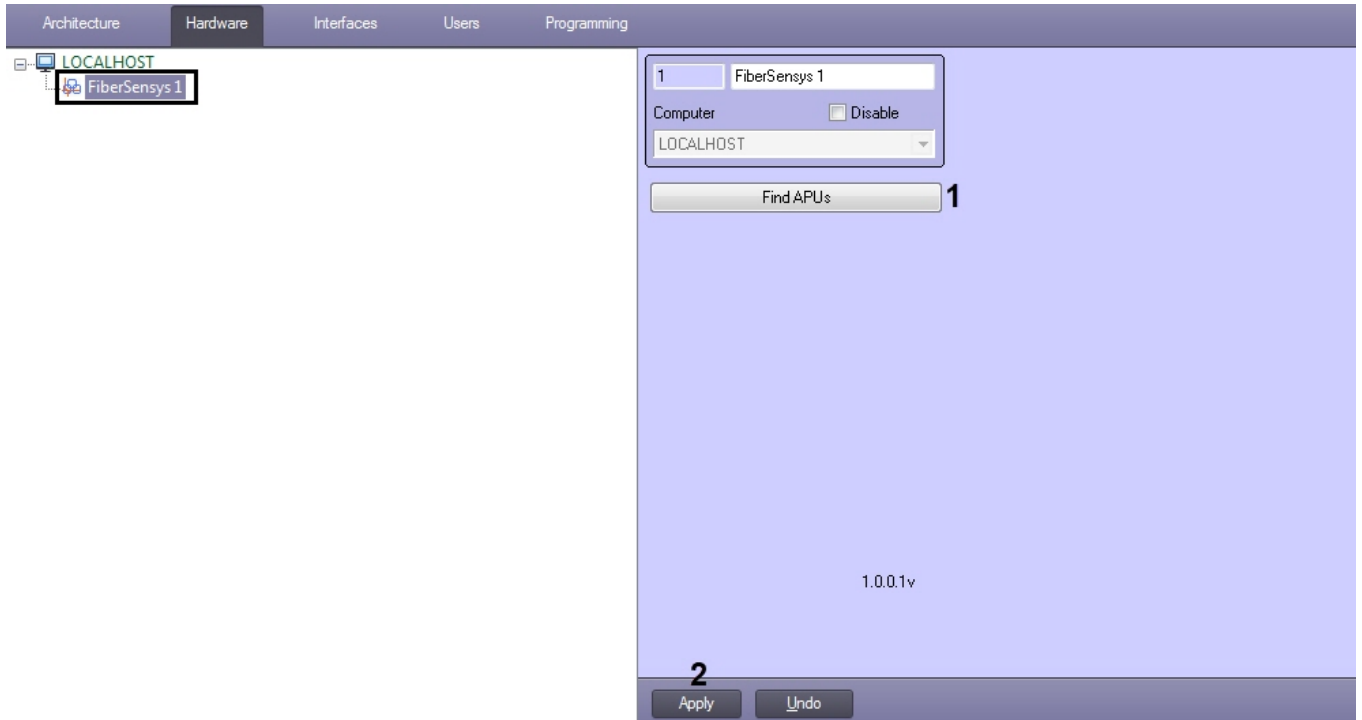 Architecture Hardware Interfaces Users Programming
LOCALHOST
FiberSensys 1
1 FiberSensys 1
Computer Disable
LOCALHOST
Find APUs 1
1.0.0.1v
2
Apply Undo